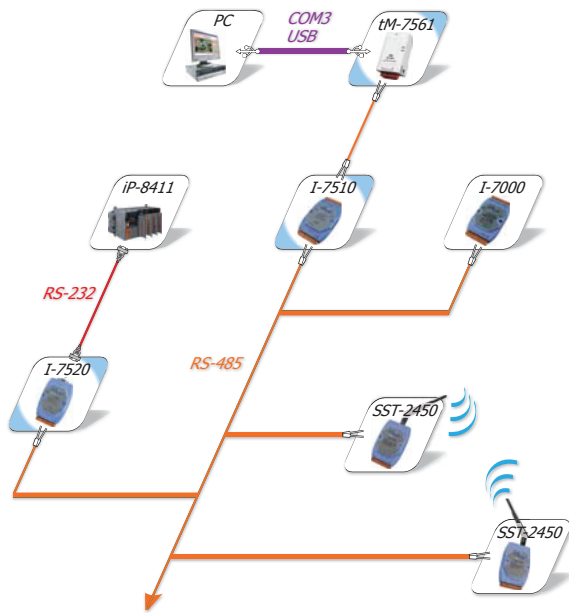 PC
COM3
USB
tM-7561
iP-8411
I-7510
I-7000
RS-232
I-7520
RS-485
SST-2450
SST-2450